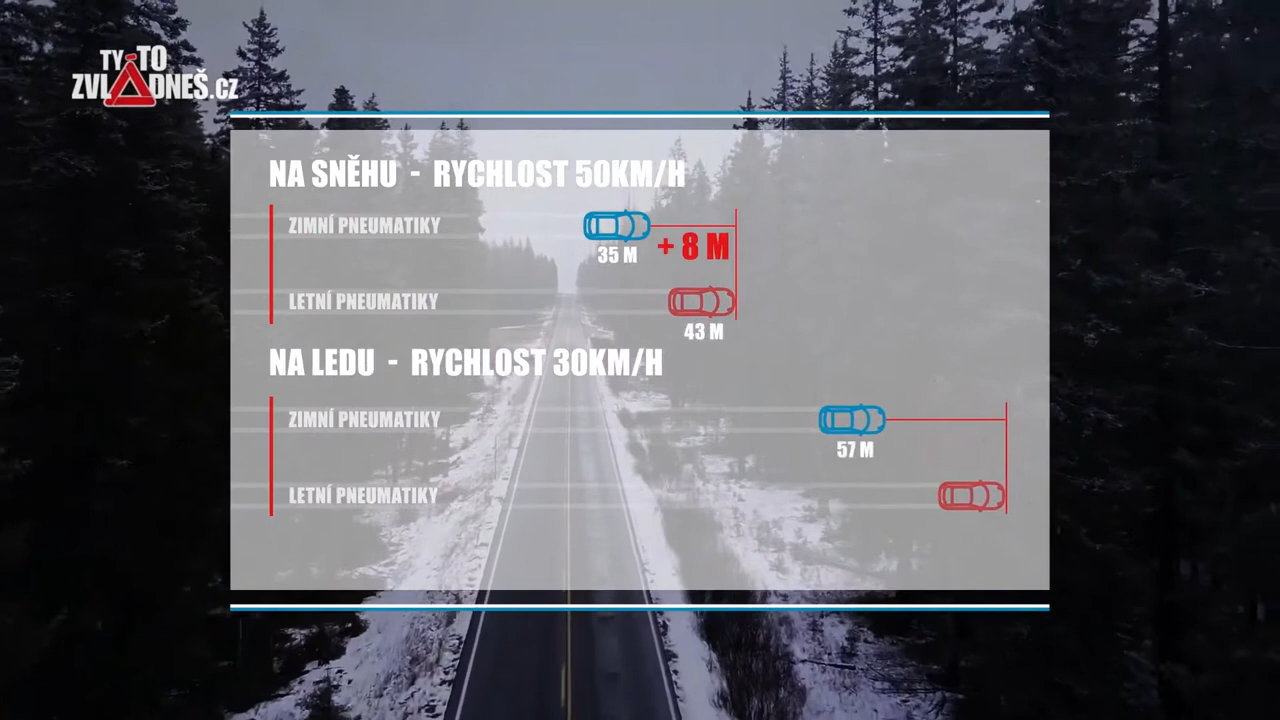 TY TO
ZVLÁDNEŠ.CZ
NA SNĚHU - RYCHLOST 50KM/H
ZIMNÍ PNEUMATIKY
35 M
+ 8 M
LETNÍ PNEUMATIKY
43 M
NA LEDU - RYCHLOST 30KM/H
ZIMNÍ PNEUMATIKY
57 M
LETNÍ PNEUMATIKY